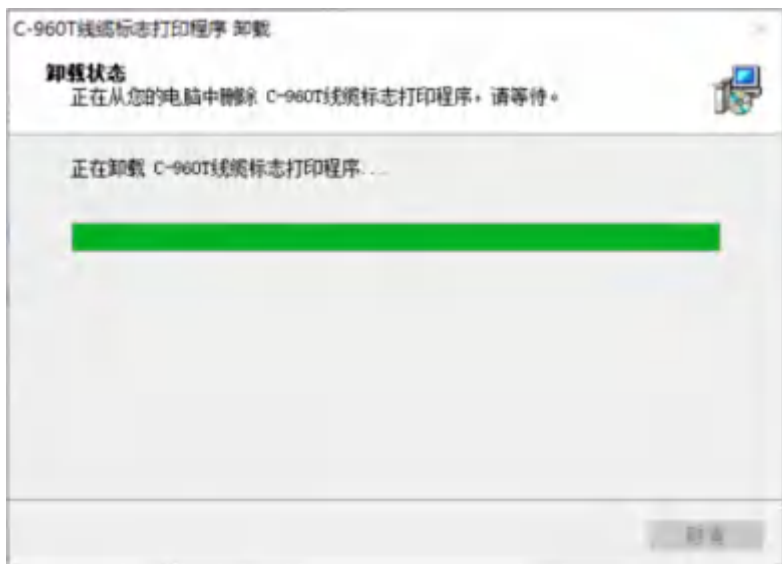 C-960T线缆标志打印程序 卸载
卸载状态
正在从您的电脑中删除 C-960T线缆标志打印程序，请等待。
正在卸载 C-960T线缆标志打印程序...
取消